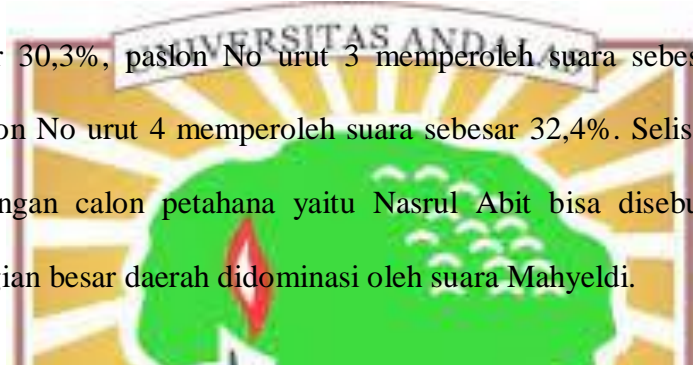 UNIVERSITAS ANDALAS
30,3%, paslon No urut 3 memperoleh suara sebes
on No urut 4 memperoleh suara sebesar 32,4%. Selis
ngan calon petahana yaitu Nasrul Abit bisa disebu
ian besar daerah didominasi oleh suara Mahyeldi.